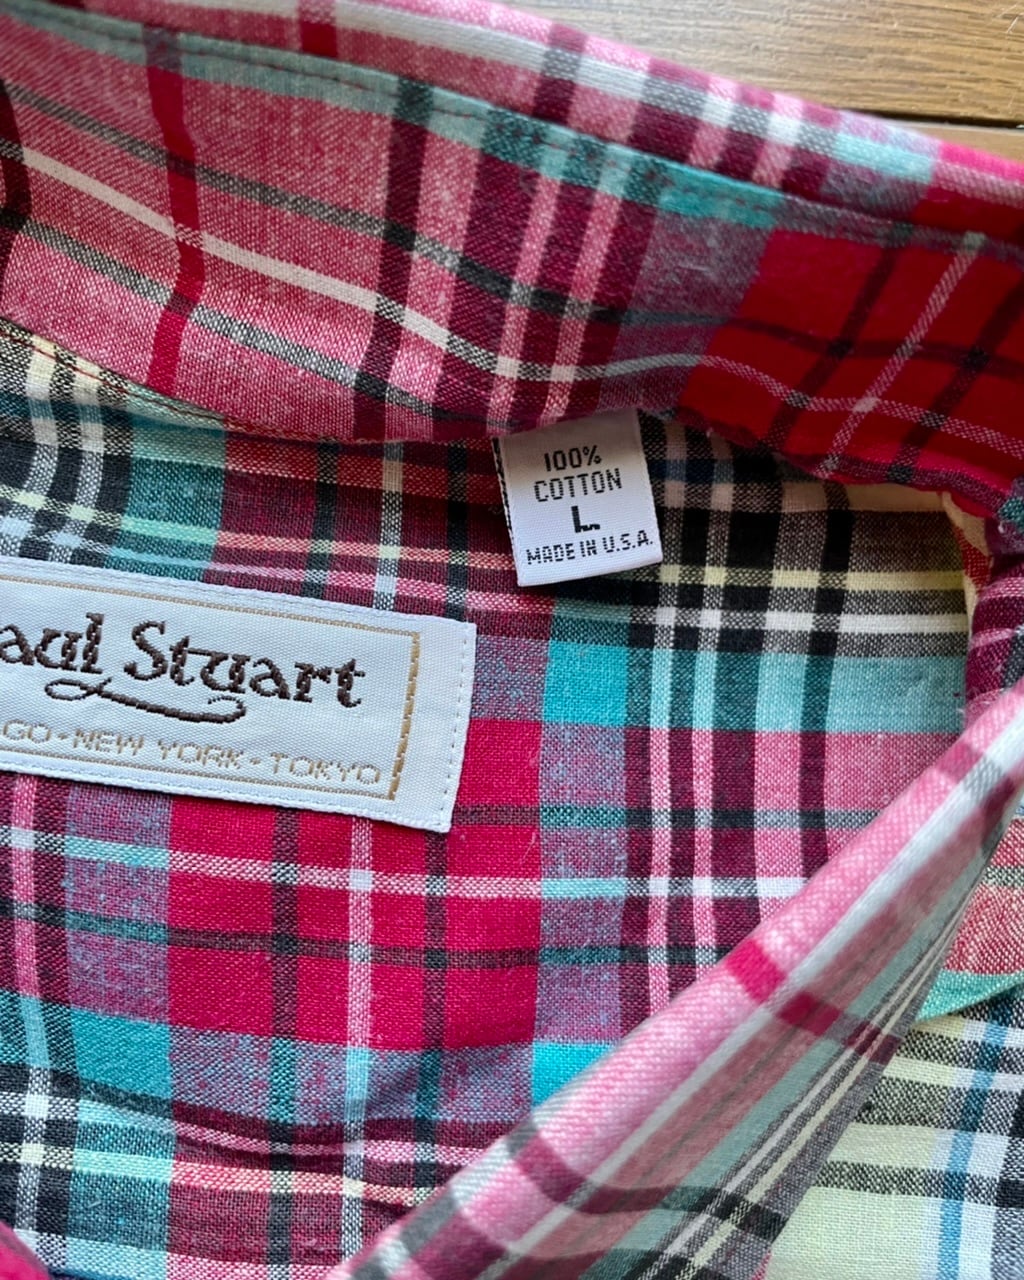 100%
COTTON
L
MADE IN U.S.A.
aul Stuart
GO • NEW YORK • TOKYO